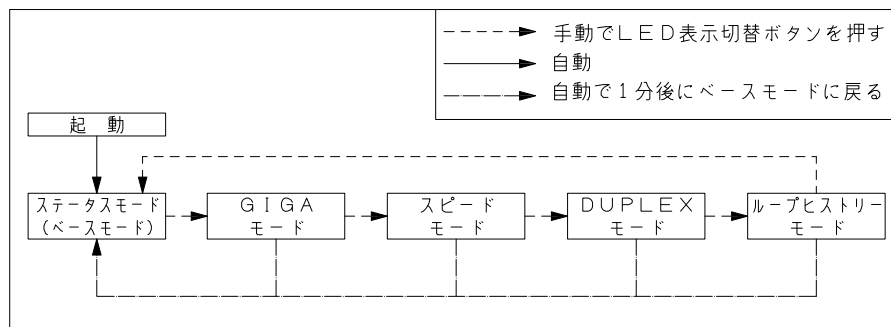 手動でＬＥＤ表示切替ボタンを押す
自動
自動で１分後にベースモードに戻る
起　動
ステータスモード
(ベースモード)
ＧＩＧＡ
モード
スピード
モード
ＤＵＰＬＥＸ
モード
ループヒストリー
モード